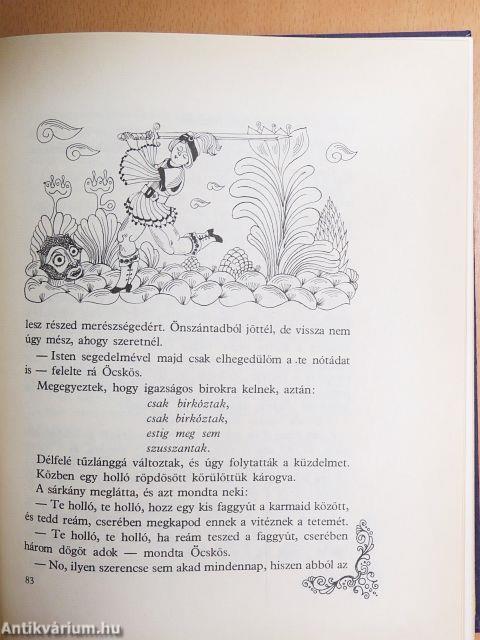 lesz részed merészségedért. Önszántadból jöttél, de vissza nem
úgy mész, ahogy szeretnél.
— Isten segedelmével majd csak elhegedülöm a te nótádat
is — felelte rá Őcskös.
Megegyeztek, hogy igazságos birokra kelnek, aztán:
csak birkóztak,
csak birkóztak,
estig meg sem
szusszantak.
Délfelé tűzlánggá változtak, és úgy folytatták a küzdelmet.
Közben egy holló röpdösött körülöttük károgva.
A sárkány meglátta, és azt mondta neki:
— Te holló, te holló, hozz egy kis faggyút a karmaid között,
és tedd reám, cserében megkapod ennek a vitéznek a tetemét.
— Te holló, te holló, ha reám teszed a faggyút, cserében
három dögöt adok — mondta Őcskös.
— No, ilyen szerencse sem akad mindennap, hiszen abból az
83
Antikvárium.hu